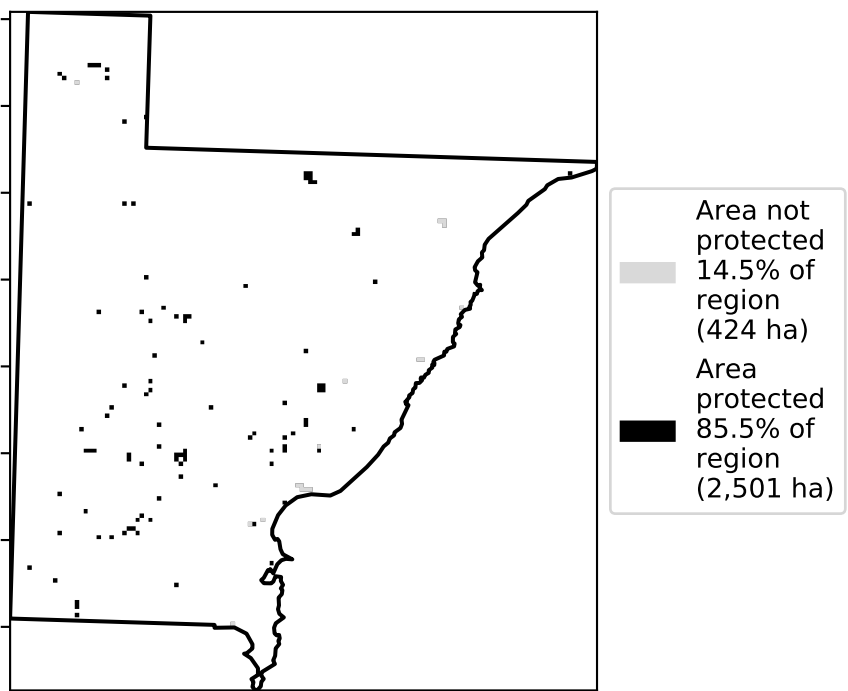 Area not
protected
14.5% of
region
(424 ha)
Area
protected
85.5% of
region
(2,501 ha)